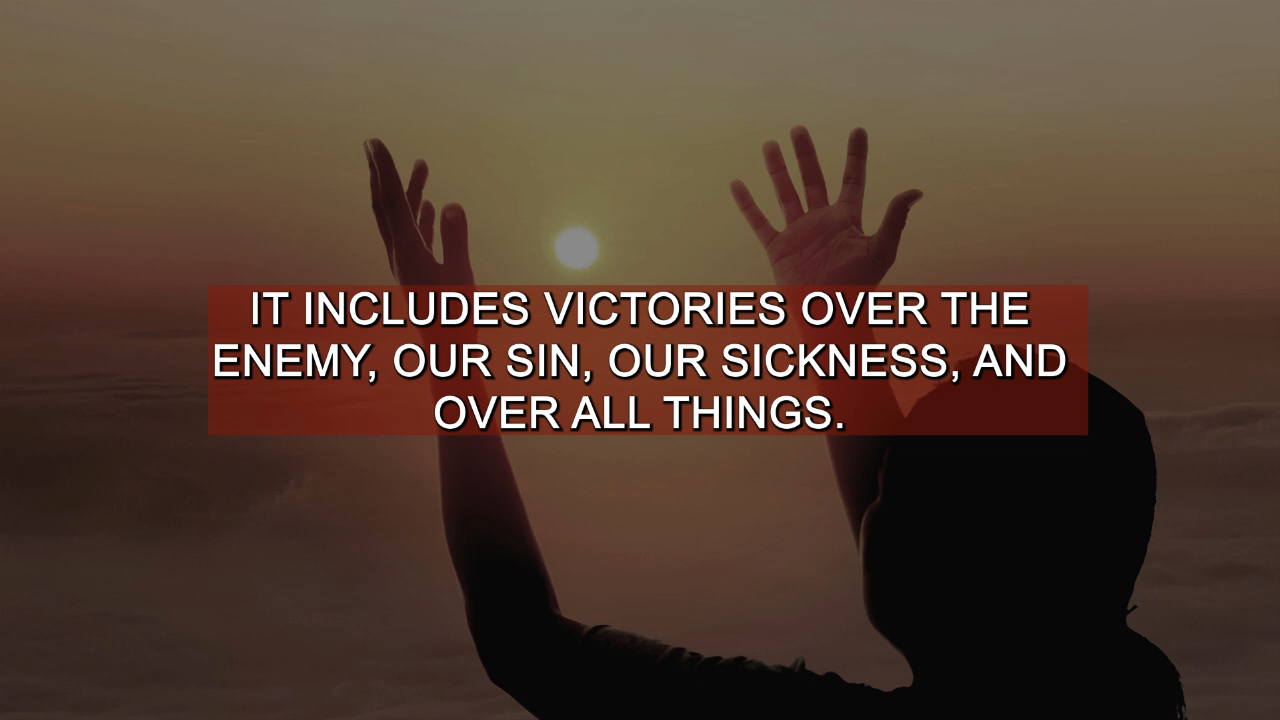 IT INCLUDES VICTORIES OVER THE
ENEMY, OUR SIN, OUR SICKNESS, AND
OVER ALL THINGS.